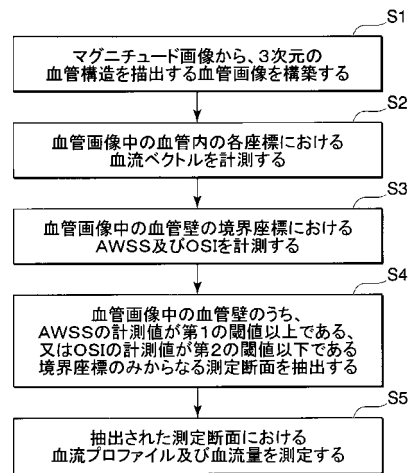 S1
マグニチュード画像から、3次元の
血管構造を描出する血管画像を構築する
S2
血管画像中の血管内の各座標における
血流ベクトルを計測する
S3
血管画像中の血管壁の境界座標における
AWSS及びOSIを計測する
S4
血管画像中の血管壁のうち、
AWSSの計測値が第1の閾値以上である、
又はOSIの計測値が第2の閾値以下である
境界座標のみからなる測定断面を抽出する
S5
抽出された測定断面における
血流プロファイル及び血流量を測定する